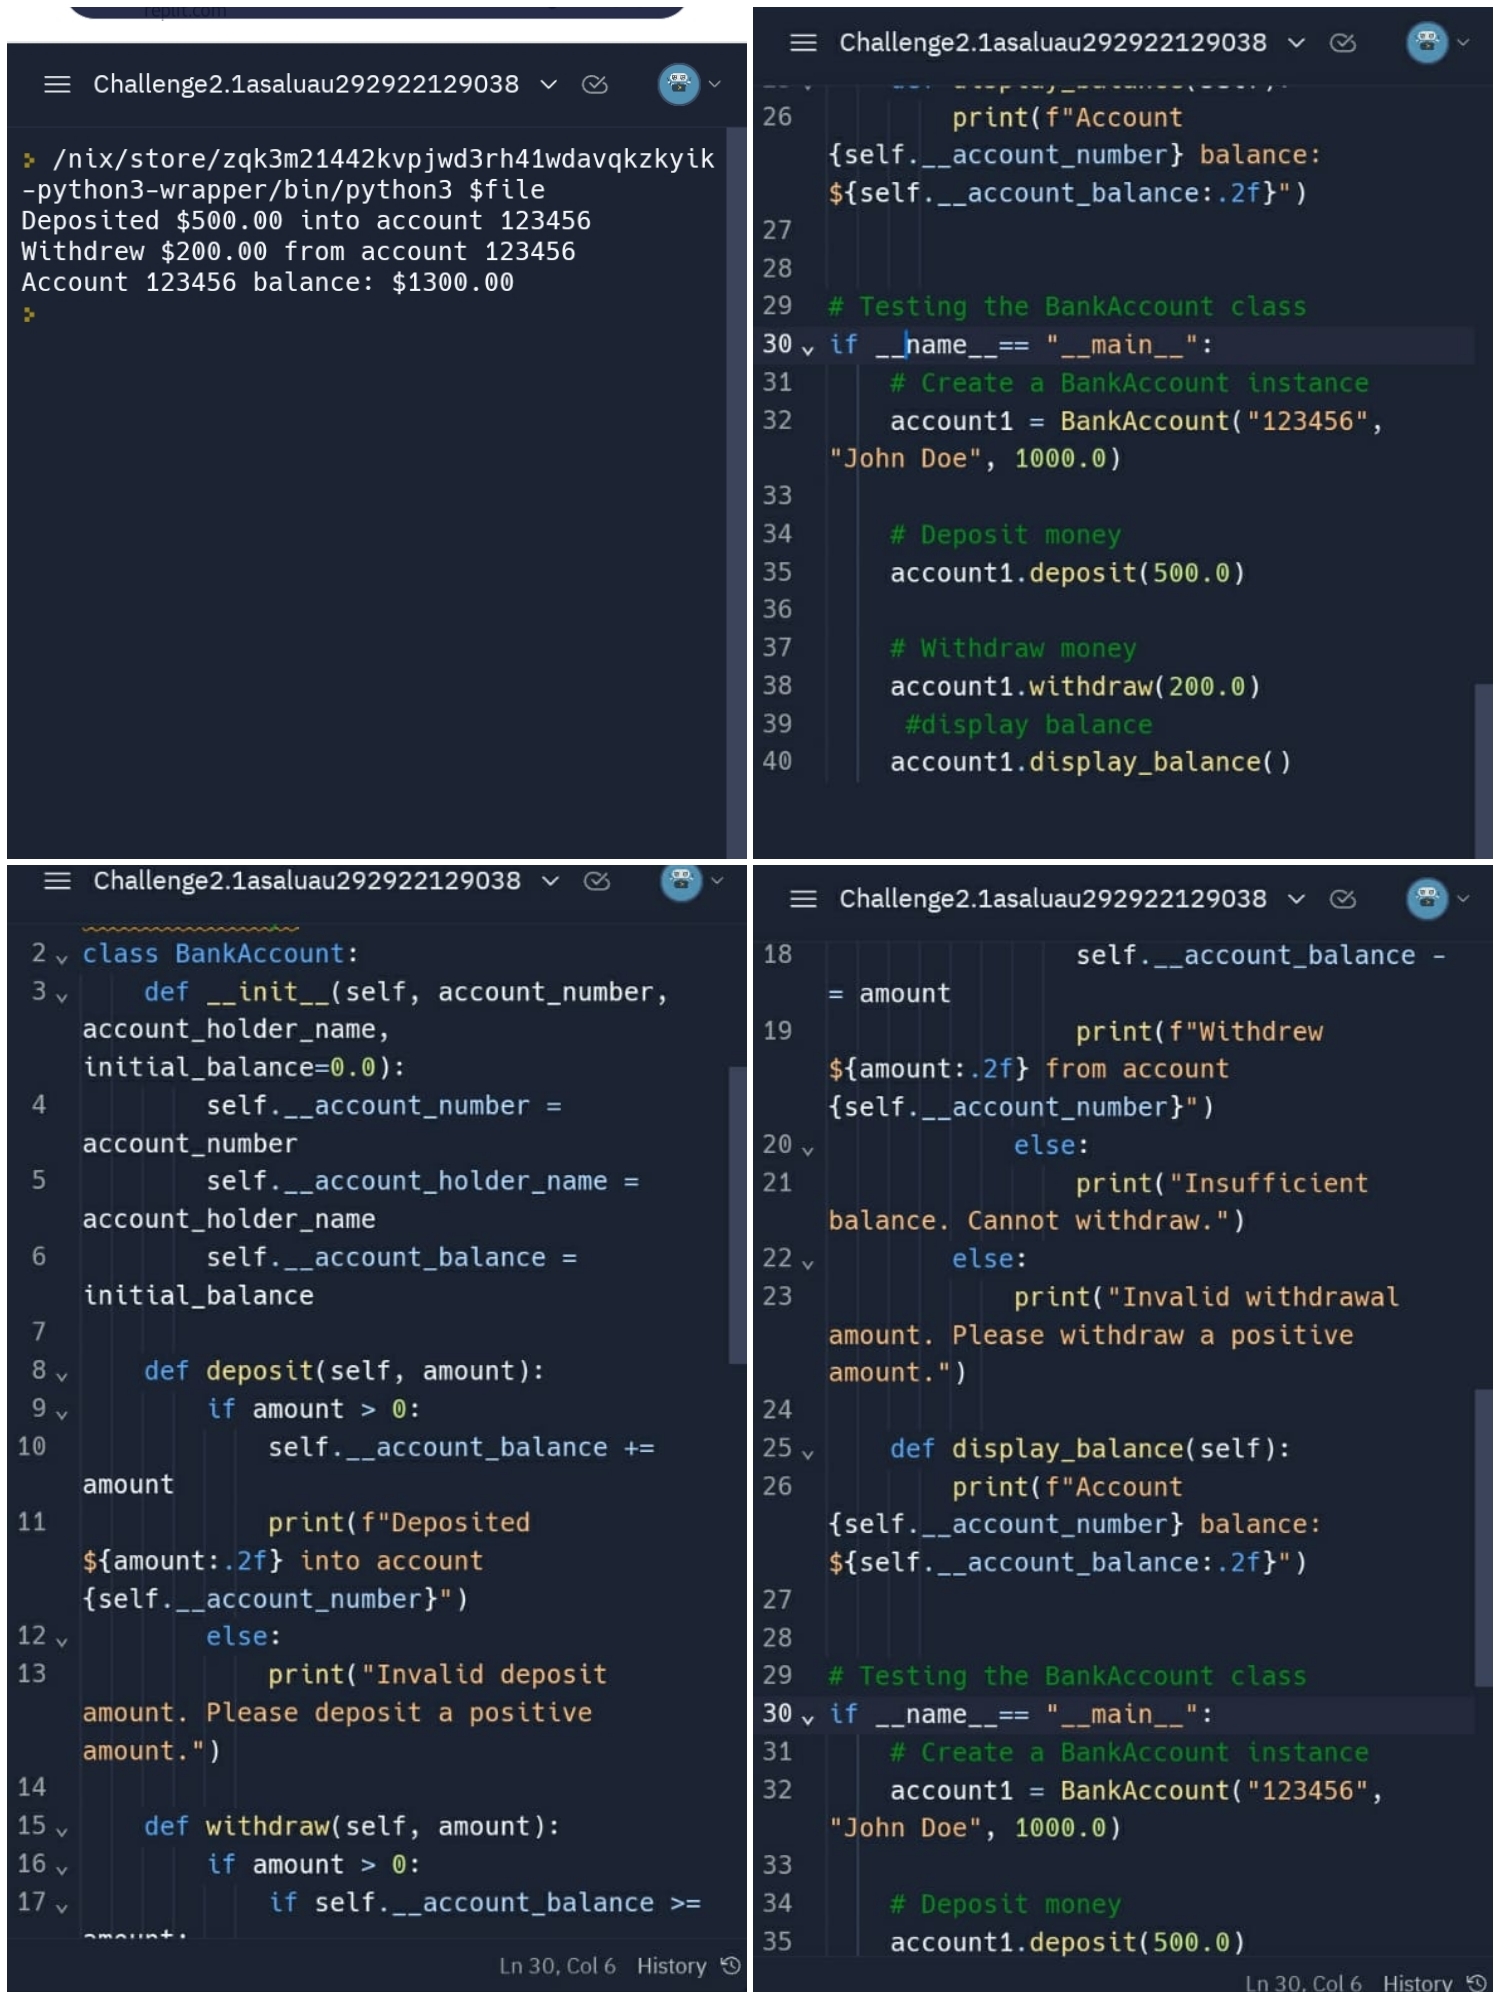 replit.com
Challenge2.1asaluau292922129038
/nix/store/zqk3m21442kvpjwd3rh41wdavqkzkyik
-python3-wrapper/bin/python3 $file
Deposited $500.00 into account 123456
Withdrew $200.00 from account 123456
Account 123456 balance: $1300.00
Challenge2.1asaluau292922129038
def display_balance(self):
26 print(f"Account
{self.__account_number} balance:
${self.__account_balance:.2f}")
27
28
29 # Testing the BankAccount class
30 if __name__== "__main__":
31 # Create a BankAccount instance
32 account1 = BankAccount("123456",
"John Doe", 1000.0)
33
34 # Deposit money
35 account1.deposit(500.0)
36
37 # Withdraw money
38 account1.withdraw(200.0)
39 #display balance
40 account1.display_balance()
Challenge2.1asaluau292922129038
2 class BankAccount:
3 def __init__(self, account_number,
account_holder_name,
initial_balance=0.0):
4 self.__account_number =
account_number
5 self.__account_holder_name =
account_holder_name
6 self.__account_balance =
initial_balance
7
8 def deposit(self, amount):
9 if amount > 0:
10 self.__account_balance +=
amount
11 print(f"Deposited
${amount:.2f} into account
{self.__account_number}")
12 else:
13 print("Invalid deposit
amount. Please deposit a positive
amount.")
14
15 def withdraw(self, amount):
16 if amount > 0:
17 if self.__account_balance >=
amount:
Ln 30, Col 6 History
Challenge2.1asaluau292922129038
18 self.__account_balance -
= amount
19 print(f"Withdrew
${amount:.2f} from account
{self.__account_number}")
20 else:
21 print("Insufficient
balance. Cannot withdraw.")
22 else:
23 print("Invalid withdrawal
amount. Please withdraw a positive
amount.")
24
25 def display_balance(self):
26 print(f"Account
{self.__account_number} balance:
${self.__account_balance:.2f}")
27
28
29 # Testing the BankAccount class
30 if __name__== "__main__":
31 # Create a BankAccount instance
32 account1 = BankAccount("123456",
"John Doe", 1000.0)
33
34 # Deposit money
35 account1.deposit(500.0)
Ln 30, Col 6 History